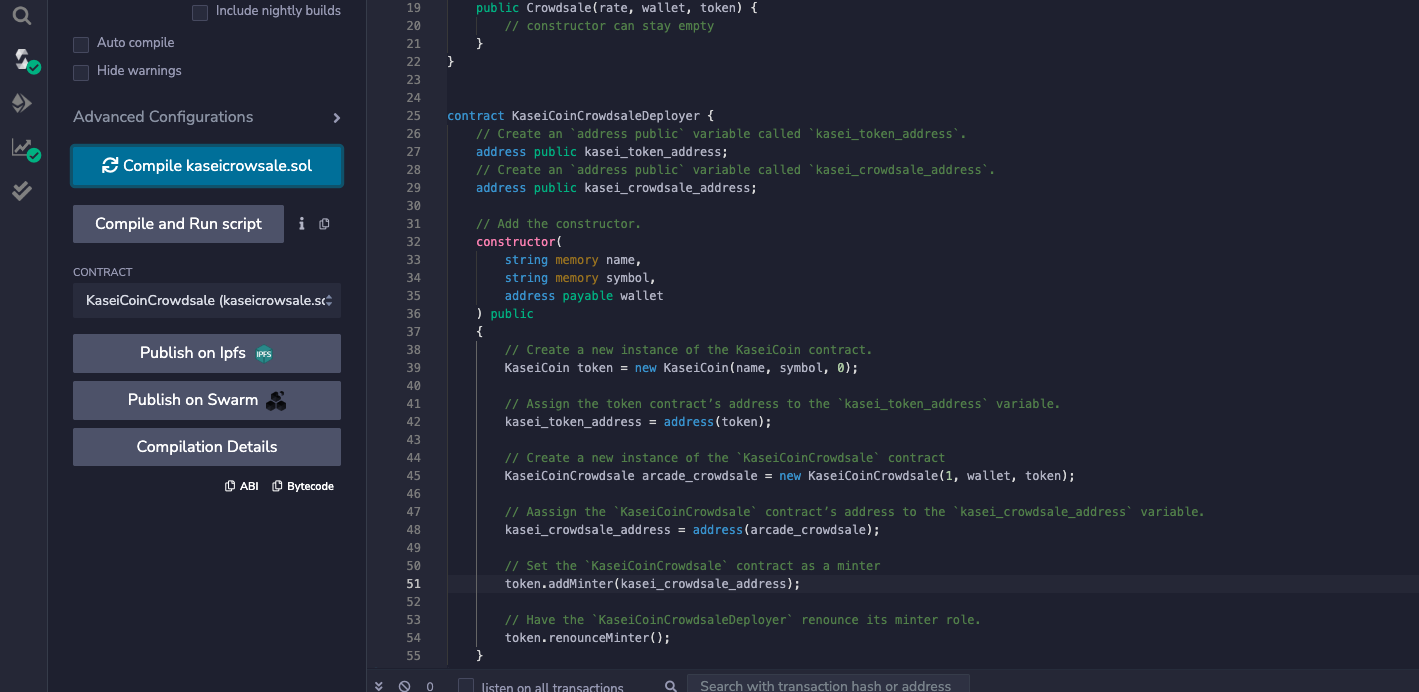 Include nightly builds
Auto compile
Hide warnings
Advanced Configurations
Compile kaseicrowsale.sol
Compile and Run script
CONTRACT
KaseiCoinCrowdsale (kaseicrowsale.so
Publish on Ipfs IPFS
Publish on Swarm
Compilation Details
ABI Bytecode
19 public Crowdsale(rate, wallet, token) {
20 // constructor can stay empty
21 }
22 }
23
24
25 contract KaseiCoinCrowdsaleDeployer {
26 // Create an `address public` variable called `kasei_token_address`.
27 address public kasei_token_address;
28 // Create an `address public` variable called `kasei_crowdsale_address`.
29 address public kasei_crowdsale_address;
30
31 // Add the constructor.
32 constructor(
33 string memory name,
34 string memory symbol,
35 address payable wallet
36 ) public
37 {
38 // Create a new instance of the KaseiCoin contract.
39 KaseiCoin token = new KaseiCoin(name, symbol, 0);
40
41 // Assign the token contract’s address to the `kasei_token_address` variable.
42 kasei_token_address = address(token);
43
44 // Create a new instance of the `KaseiCoinCrowdsale` contract
45 KaseiCoinCrowdsale arcade_crowdsale = new KaseiCoinCrowdsale(1, wallet, token);
46
47 // Aassign the `KaseiCoinCrowdsale` contract’s address to the `kasei_crowdsale_address` variable.
48 kasei_crowdsale_address = address(arcade_crowdsale);
49
50 // Set the `KaseiCoinCrowdsale` contract as a minter
51 token.addMinter(kasei_crowdsale_address);
52
53 // Have the `KaseiCoinCrowdsaleDeployer` renounce its minter role.
54 token.renounceMinter();
55 }
0 listen on all transactions Search with transaction hash or address